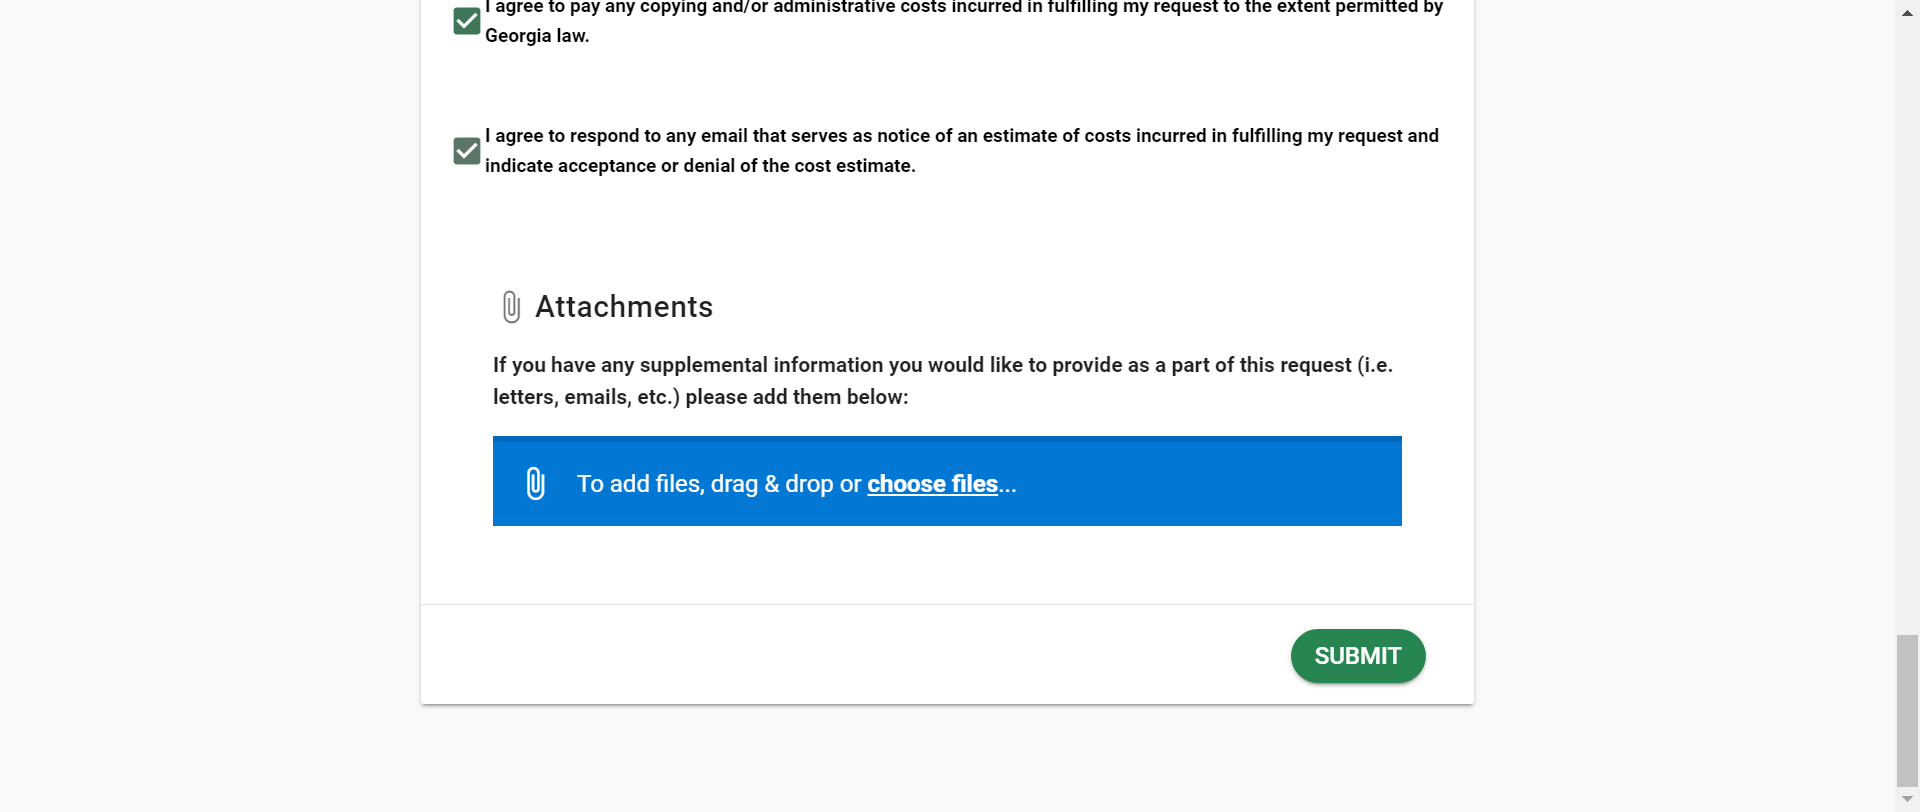 I agree to pay any copying and/or administrative costs incurred in fulfilling my request to the extent permitted by
Georgia law.
I agree to respond to any email that serves as notice of an estimate of costs incurred in fulfilling my request and
indicate acceptance or denial of the cost estimate.
Attachments
If you have any supplemental information you would like to provide as a part of this request (i.e.
letters, emails, etc.) please add them below:
To add files, drag & drop or choose files...
SUBMIT